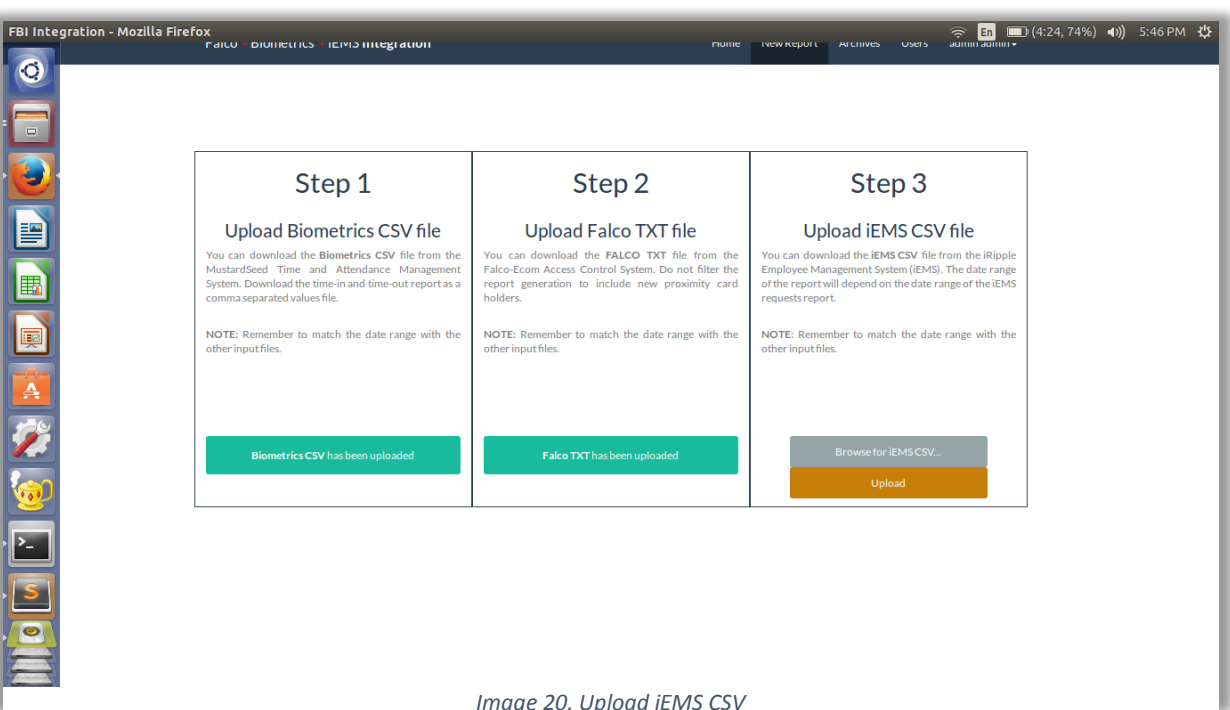 FBI Integration - Mozilla Firefox
En
(4:24, 74%)
5:46 PM
Falco + Biometrics + iEMS Integration
Home
New Report
Archives
Users
admin admin
Step 1
Upload Biometrics CSV file
You can download the Biometrics CSV file from the
MustardSeed Time and Attendance Management
System. Download the time-in and time-out report as a
comma separated values file.
NOTE: Remember to match the date range with the
other input files.
Biometrics CSV has been uploaded
Step 2
Upload Falco TXT file
You can download the FALCO TXT file from the
Falco-Ecom Access Control System. Do not filter the
report generation to include new proximity card
holders.
NOTE: Remember to match the date range with the
other input files.
Falco TXT has been uploaded
Step 3
Upload iEMS CSV file
You can download the iEMS CSV file from the iRipple
Employee Management System (iEMS). The date range
of the report will depend on the date range of the iEMS
requests report.
NOTE: Remember to match the date range with the
other input files.
Browse for iEMS CSV...
Upload
Image 20. Upload iEMS CSV